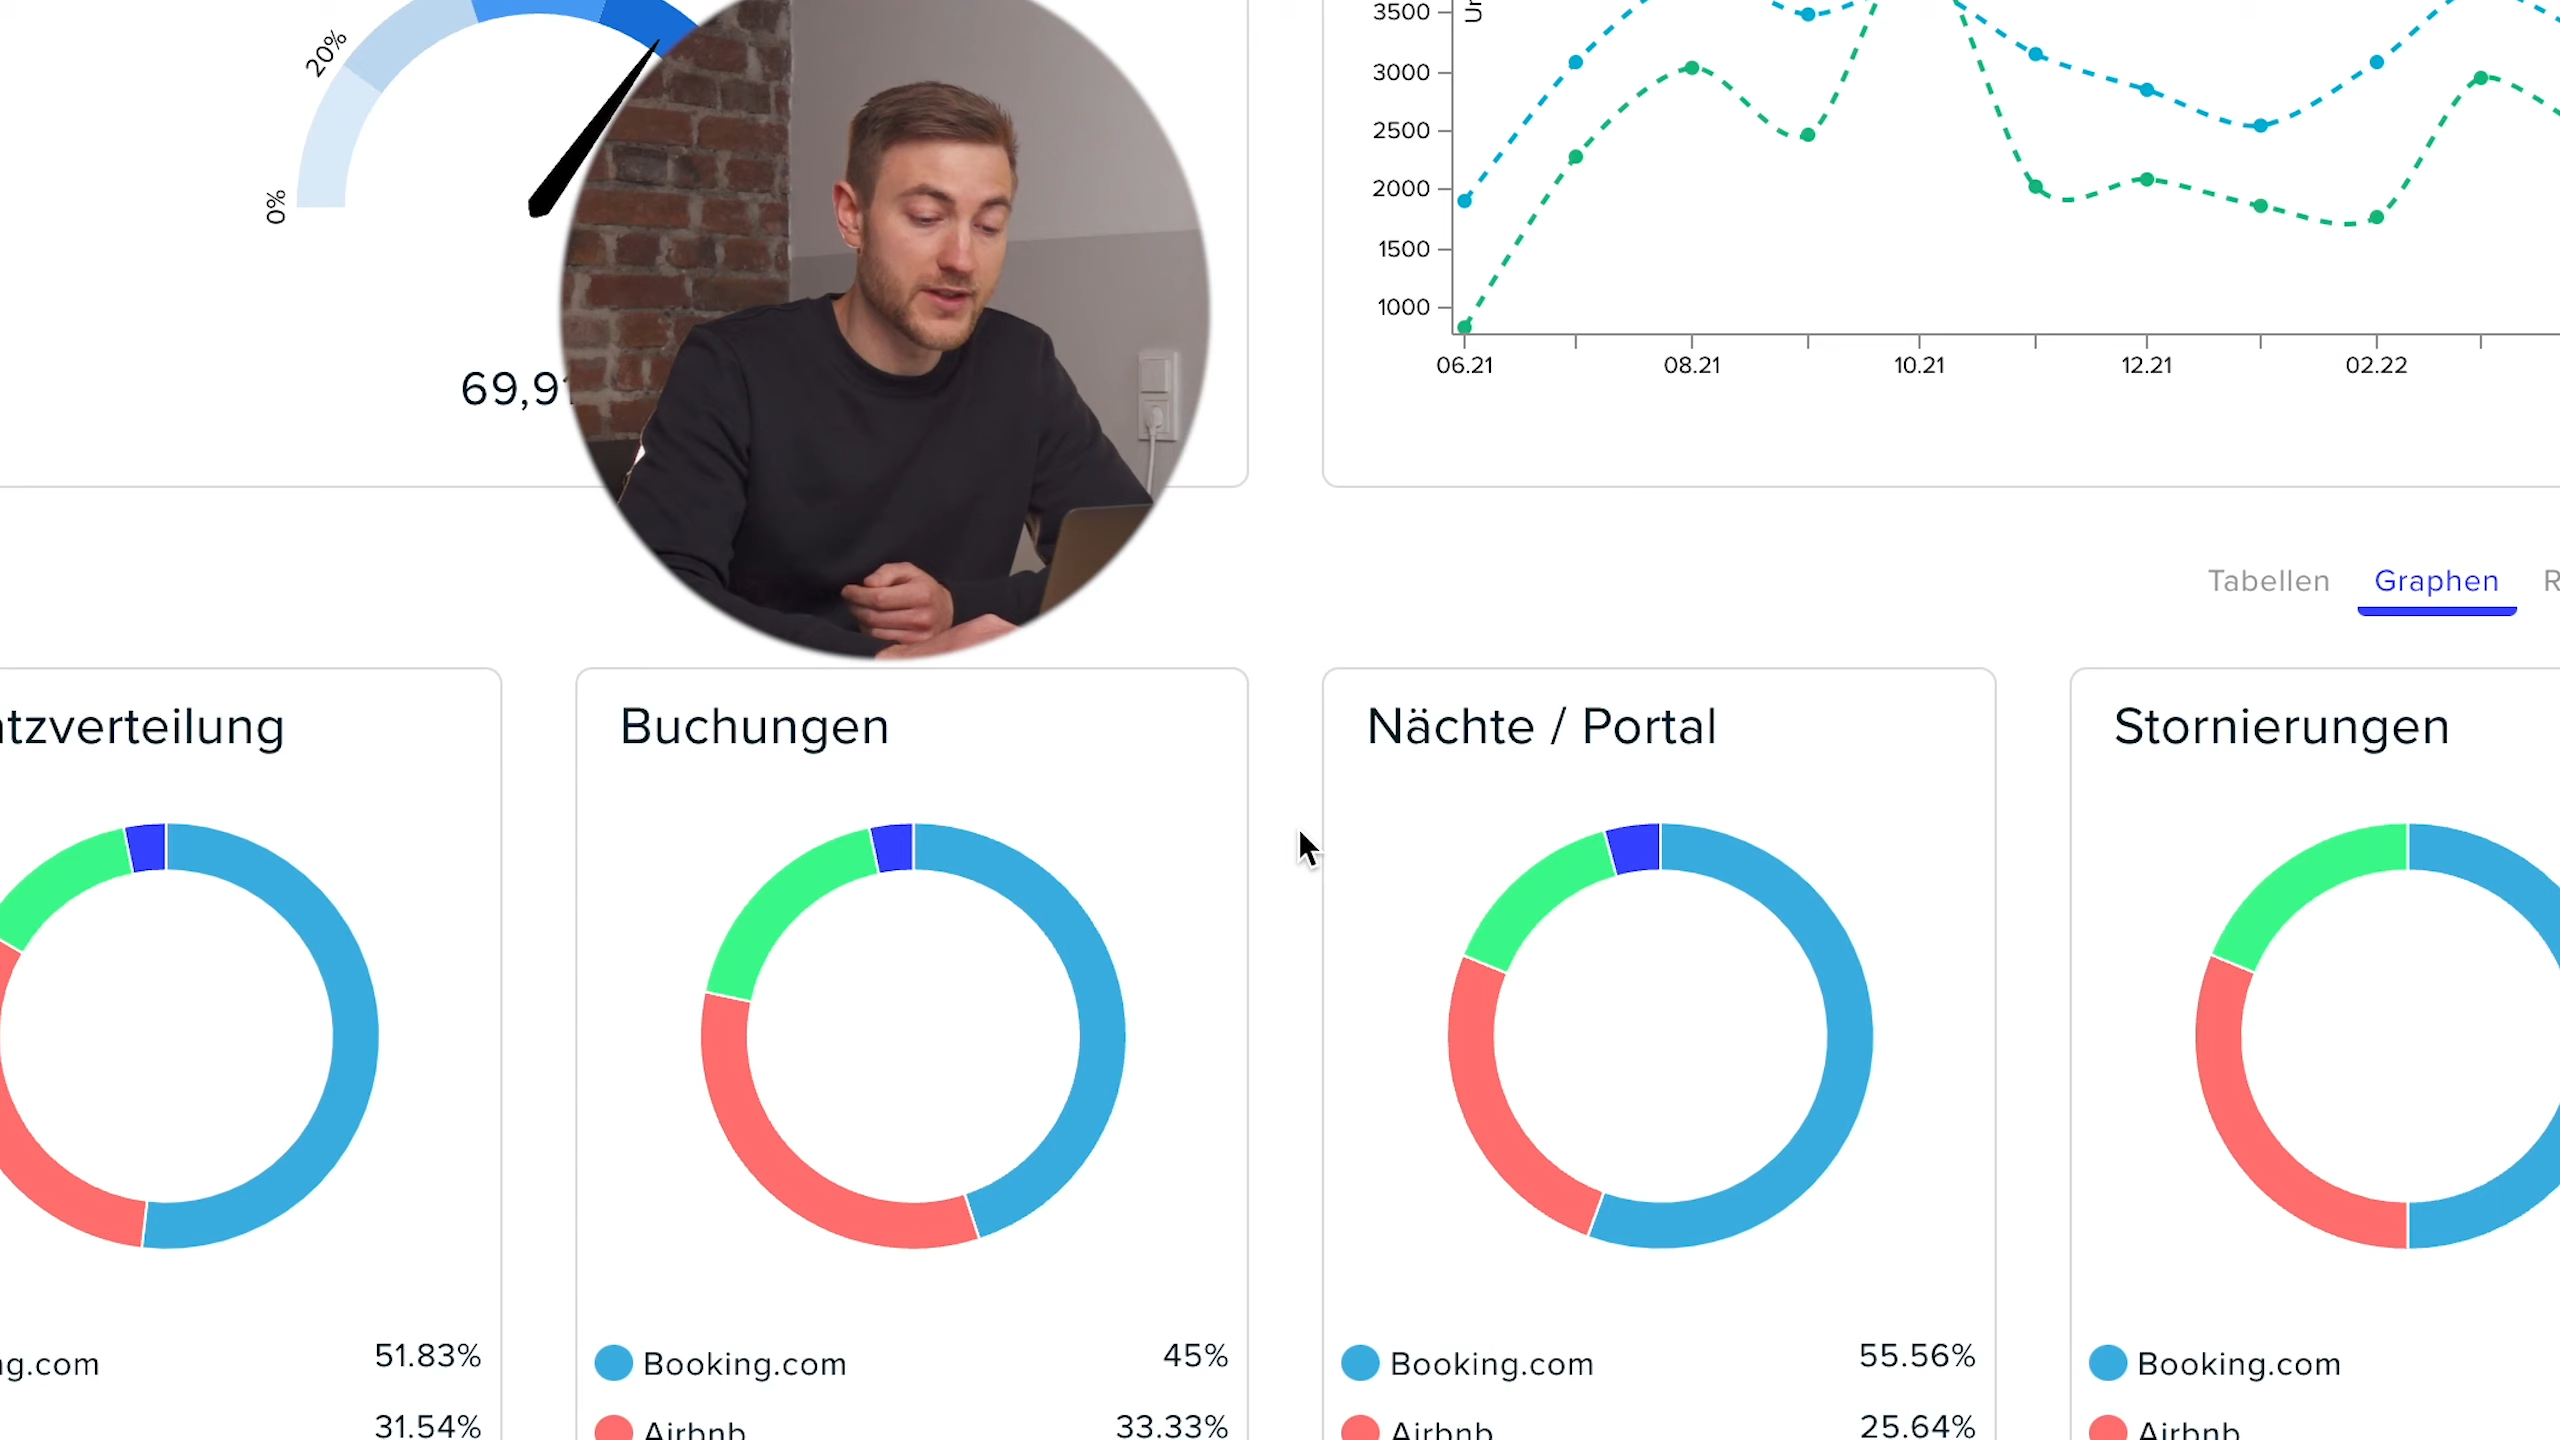 20%
0%
69,9
3500
3000
2500
2000
1500
1000
06.21
08.21
10.21
12.21
02.22
Tabellen
Graphen
tzverteilung
Buchungen
Nächte / Portal
Stornierungen
g.com 51.83%
31.54%
Booking.com 45%
Airbnb 33.33%
Booking.com 55.56%
Airbnb 25.64%
Booking.com
Airbnb